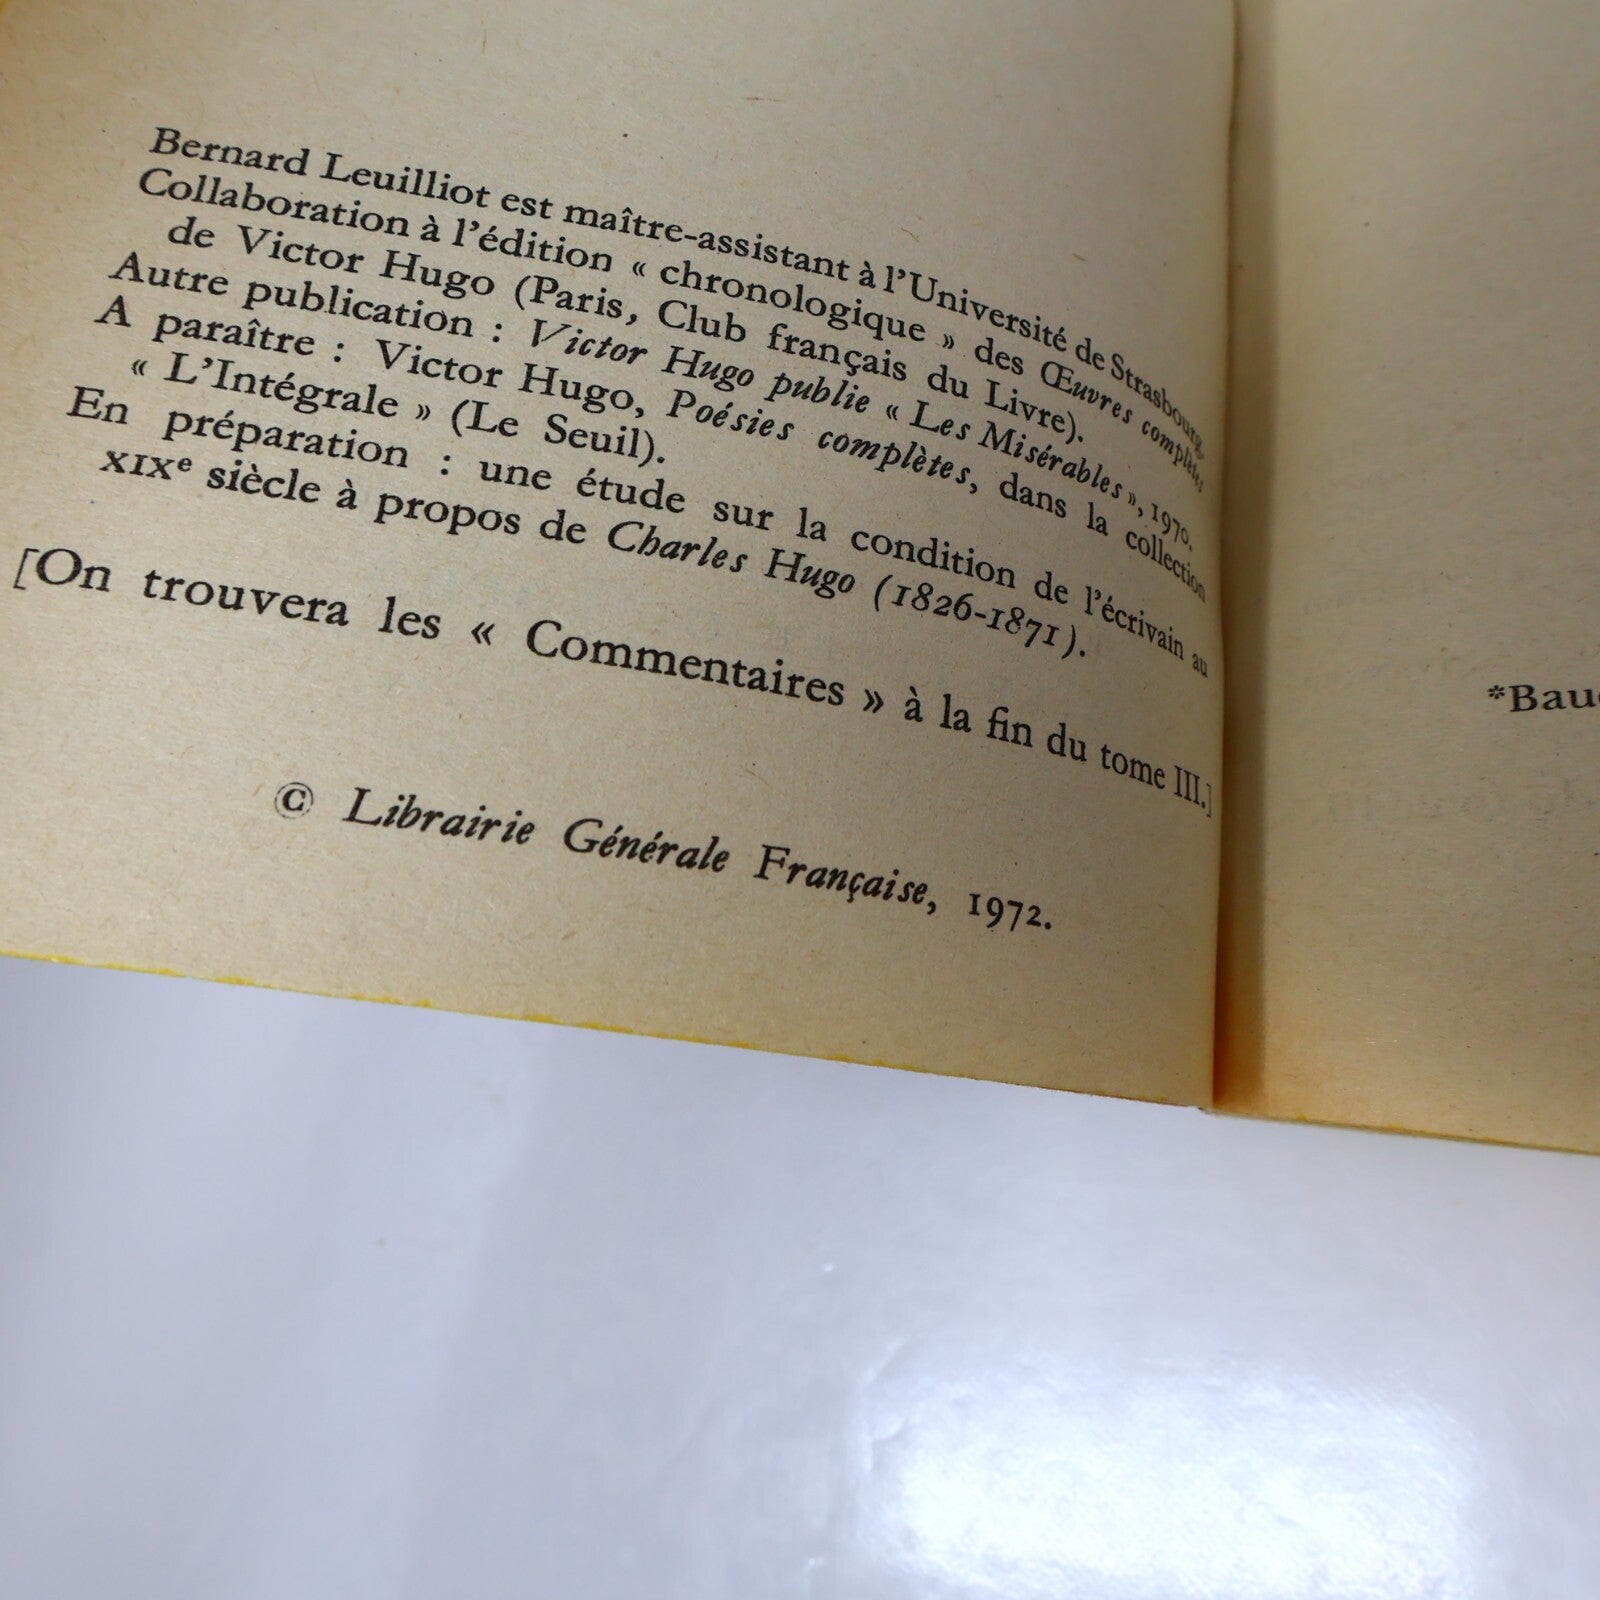 Bernard Leuilliot est maître-assistant à l'Université de Strasbourg.
Collaboration à l'édition « chronologique » des Œuvres complètes
de Victor Hugo (Paris, Club français du Livre).
Autre publication : Victor Hugo publie « Les Misérables », 1970.
A paraître : Victor Hugo, Poésies complètes, dans la collection
« L'Intégrale » (Le Seuil).
En préparation : une étude sur la condition de l'écrivain au
XIXe siècle à propos de Charles Hugo (1826-1871).
[On trouvera les « Commentaires » à la fin du tome III.]
© Librairie Générale Française, 1972.